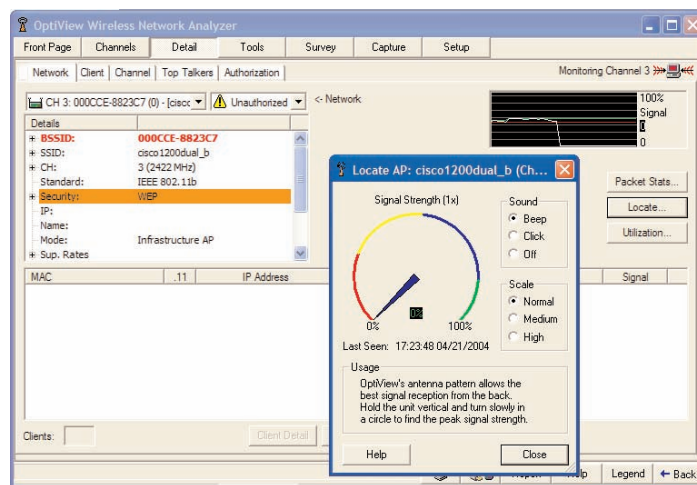 OptiView Wireless Network Analyzer
Front Page Channels Detail Tools Survey Capture Setup
Network Client Channel Top Talkers Authorization Monitoring Channel 3
CH 3: 000CCE-8823C7 (0) - [cisco Unauthorized <- Network
100%
Signal
0
0
Details
BSSID: 000CCE-8823C7
SSID: cisco1200dual_b
CH: 3 (2422 MHz)
Standard: IEEE 802.11b
Security: WEP
IP:
Name:
Mode: Infrastructure AP
Sup. Rates
Packet Stats...
Locate...
Utilization...
MAC .11 IP Address Signal
Locate AP: cisco1200dual_b (Ch...
Signal Strength (1x)
0%
0% 100%
Last Seen: 17:23:48 04/21/2004
Sound
Beep
Click
Off
Scale
Normal
Medium
High
Usage
OptiView's antenna pattern allows the
best signal reception from the back.
Hold the unit vertical and turn slowly in
a circle to find the peak signal strength.
Help Close
Clients: Client Detail
Legend Back